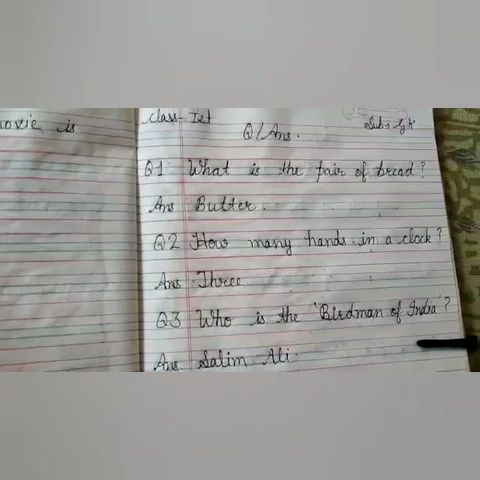 movie is
Class- Ist
Sub:- G.K
Q/Ans.
Q1 What is the pair of bread?
Ans Butter.
Q2 How many hands in a clock?
Ans Three
Q3 Who is the 'Birdman of India'?
Ans. Salim Ali.